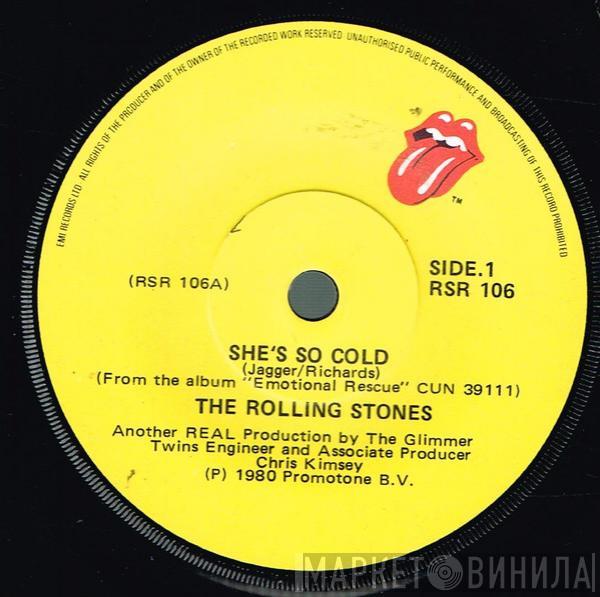 EMI RECORDS LTD ALL RIGHTS OF THE PRODUCER AND OF THE OWNER OF THE RECORDED WORK RESERVED UNAUTHORISED PUBLIC PERFORMANCE AND BROADCASTING OF THIS RECORD PROHIBITED
TM
(RSR 106A)
SIDE.1
RSR 106
SHE'S SO COLD
(Jagger/Richards)
(From the album "Emotional Rescue" CUN 39111)
THE ROLLING STONES
Another REAL Production by The Glimmer
Twins Engineer and Associate Producer
Chris Kimsey
(P) 1980 Promotone B.V.
МАРКЕТ ВИНИЛА